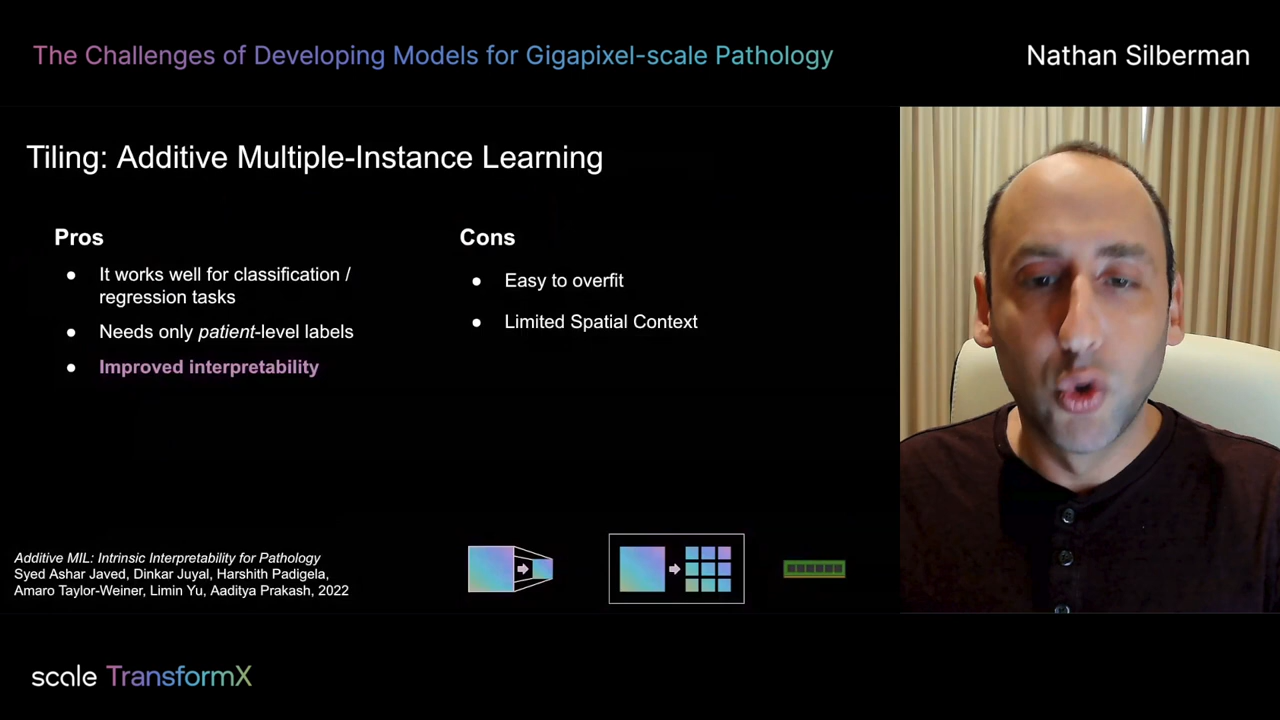 The Challenges of Developing Models for Gigapixel-scale Pathology
Nathan Silberman
Tiling: Additive Multiple-Instance Learning
Pros
● It works well for classification /
regression tasks
● Needs only patient-level labels
● Improved interpretability
Cons
● Easy to overfit
● Limited Spatial Context
Additive MIL: Intrinsic Interpretability for Pathology
Syed Ashar Javed, Dinkar Juyal, Harshith Padigela,
Amaro Taylor-Weiner, Limin Yu, Aaditya Prakash, 2022
scale TransformX